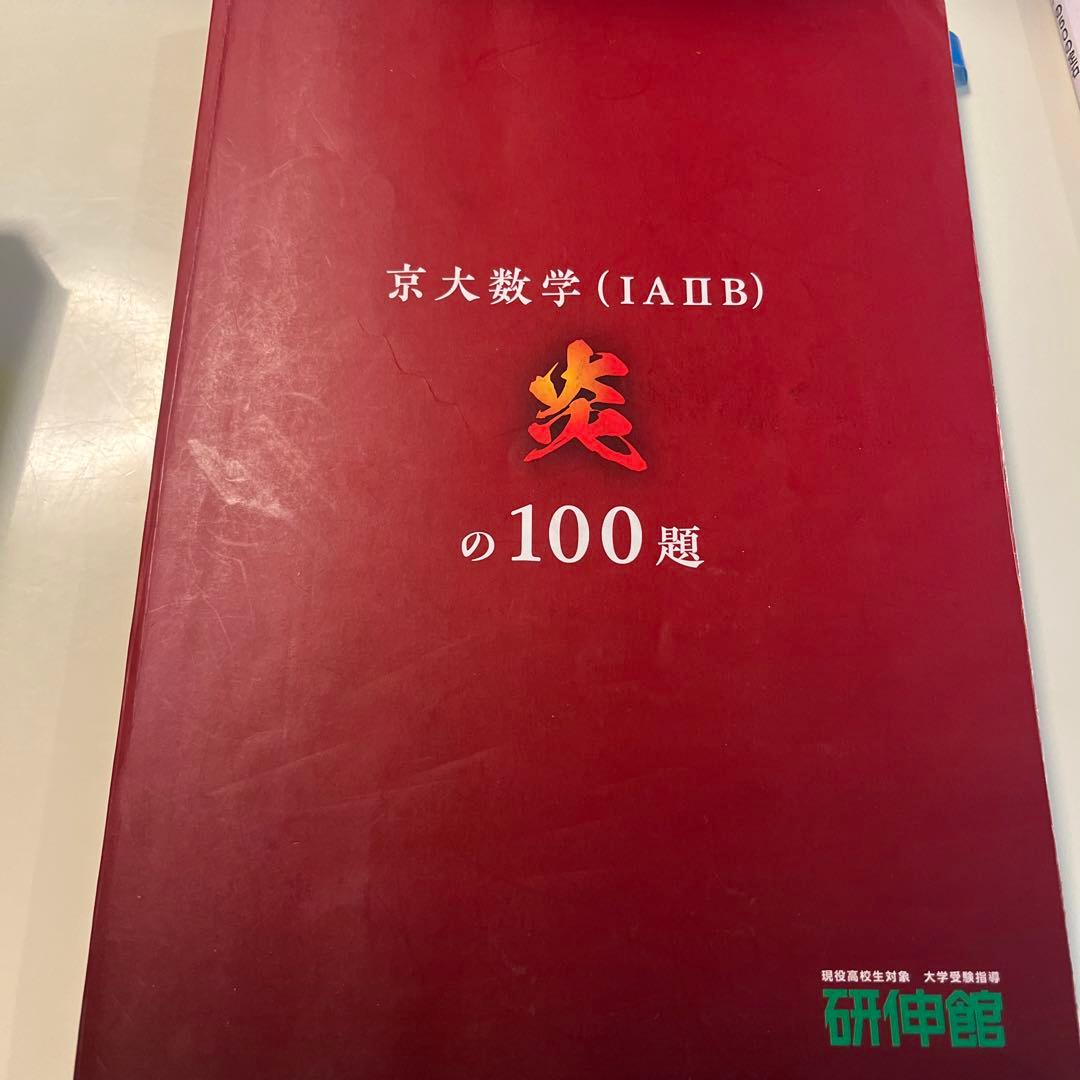 京大数学(IAⅡB)
炎
の100題
現役高校生対象 大学受験指導
研伸館